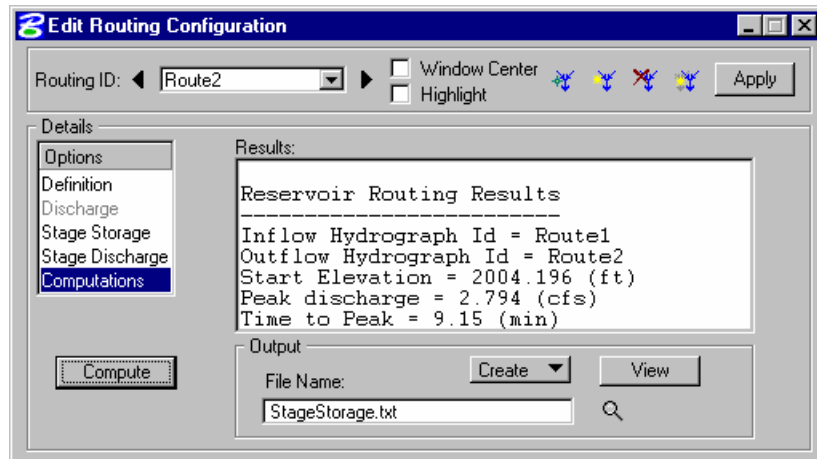 Edit Routing Configuration
Routing ID: Route2
Window Center
Highlight
Apply
Details
Options
Definition
Discharge
Stage Storage
Stage Discharge
Computations
Compute
Results:
Reservoir Routing Results
--------------------------
Inflow Hydrograph Id = Route1
Outflow Hydrograph Id = Route2
Start Elevation = 2004.196 (ft)
Peak discharge = 2.794 (cfs)
Time to Peak = 9.15 (min)
Output
File Name:
Create
View
StageStorage.txt